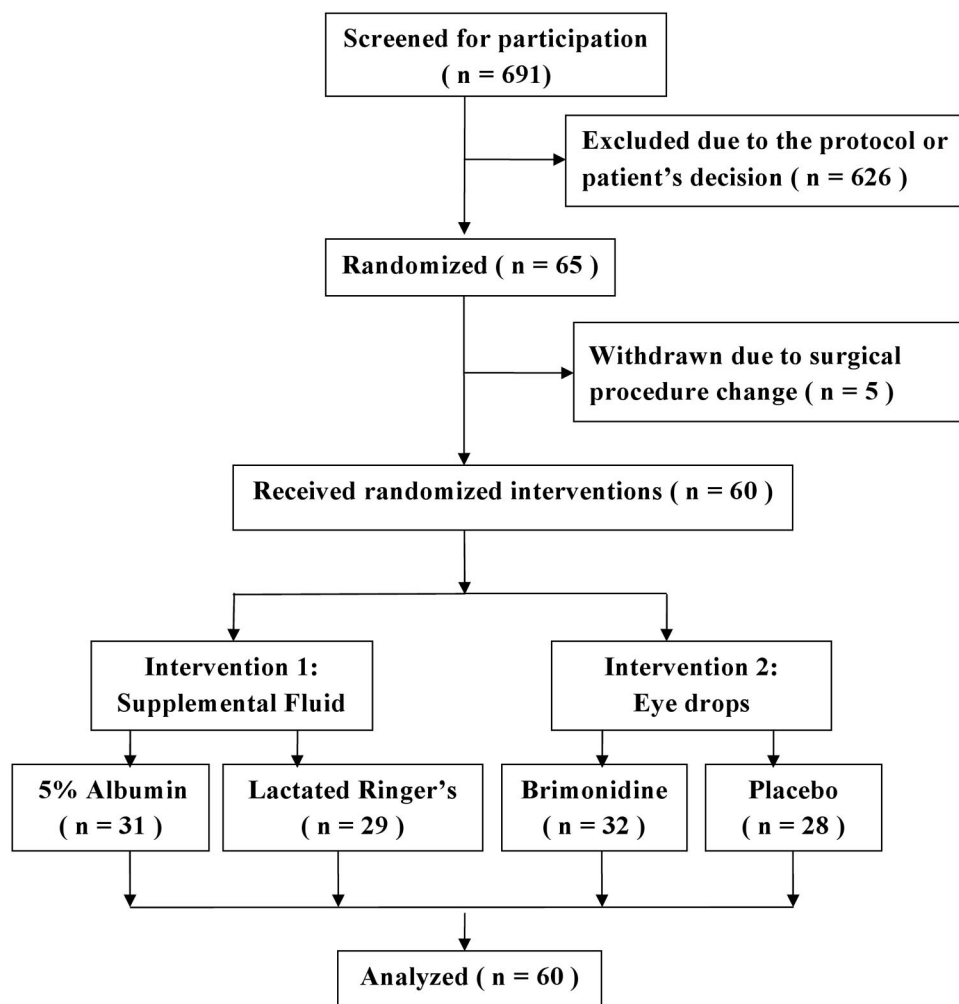 Screened for participation
( n = 691)
Excluded due to the protocol or
patient’s decision ( n = 626 )
Randomized ( n = 65 )
Withdrawn due to surgical
procedure change ( n = 5 )
Received randomized interventions ( n = 60 )
Intervention 1:
Supplemental Fluid
Intervention 2:
Eye drops
5% Albumin
( n = 31 )
Lactated Ringer’s
( n = 29 )
Brimonidine
( n = 32 )
Placebo
( n = 28 )
Analyzed ( n = 60 )